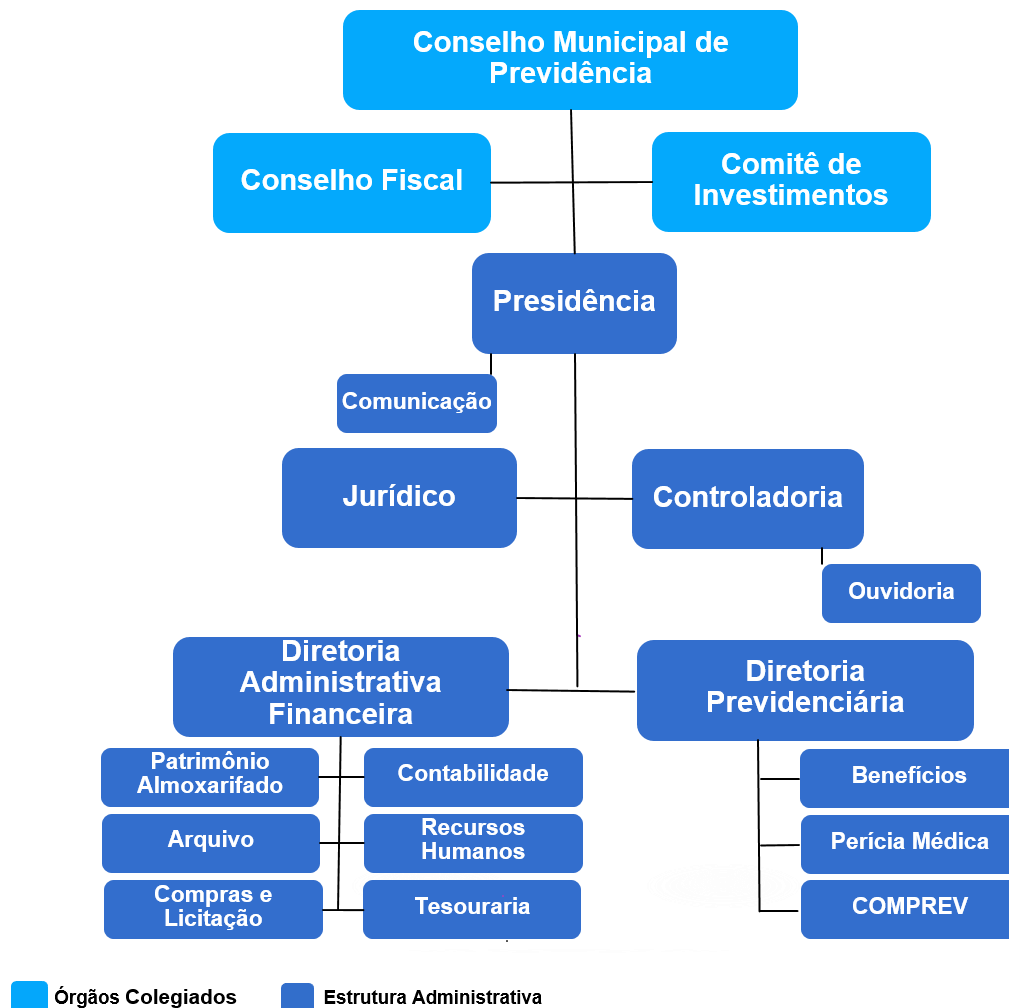 Conselho Municipal de
Previdência
Conselho Fiscal
Comitê de
Investimentos
Presidência
Comunicação
Jurídico
Controladoria
Ouvidoria
Diretoria
Administrativa
Financeira
Diretoria
Previdenciária
Patrimônio
Almoxarifado
Contabilidade
Benefícios
Arquivo
Recursos
Humanos
Perícia Médica
Compras e
Licitação
Tesouraria
COMPREV
Órgãos Colegiados
Estrutura Administrativa